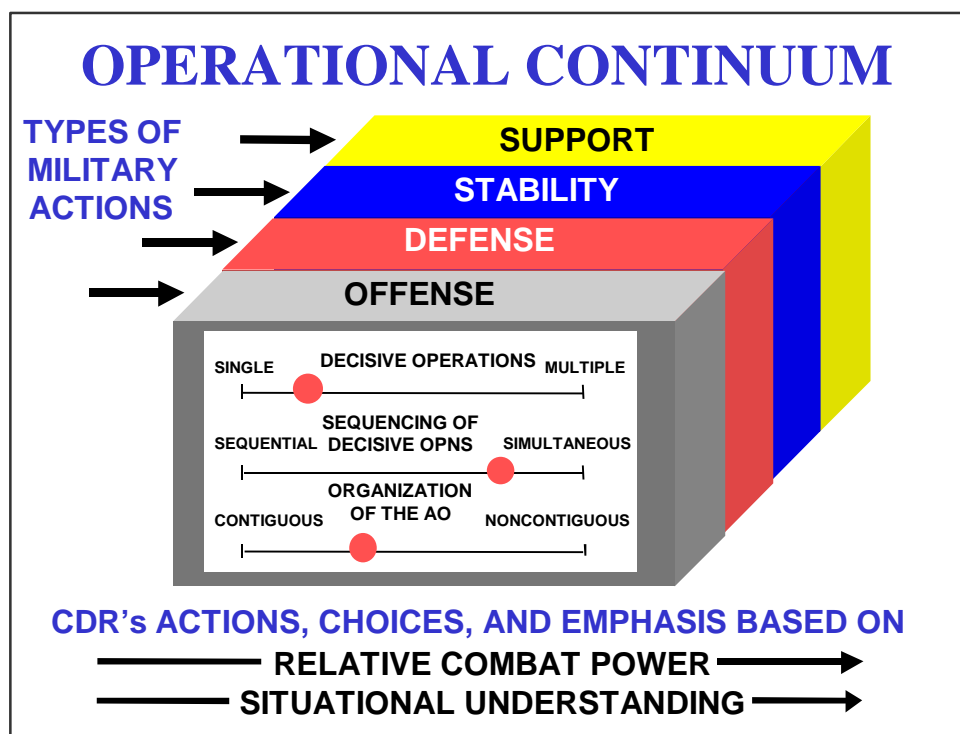 OPERATIONAL CONTINUUM
TYPES OF
MILITARY
ACTIONS
SUPPORT
STABILITY
DEFENSE
OFFENSE
DECISIVE OPERATIONS
SINGLE
MULTIPLE
SEQUENCING OF
DECISIVE OPNS
SEQUENTIAL
SIMULTANEOUS
ORGANIZATION
OF THE AO
CONTIGUOUS
NONCONTIGUOUS
CDR's ACTIONS, CHOICES, AND EMPHASIS BASED ON
RELATIVE COMBAT POWER
SITUATIONAL UNDERSTANDING